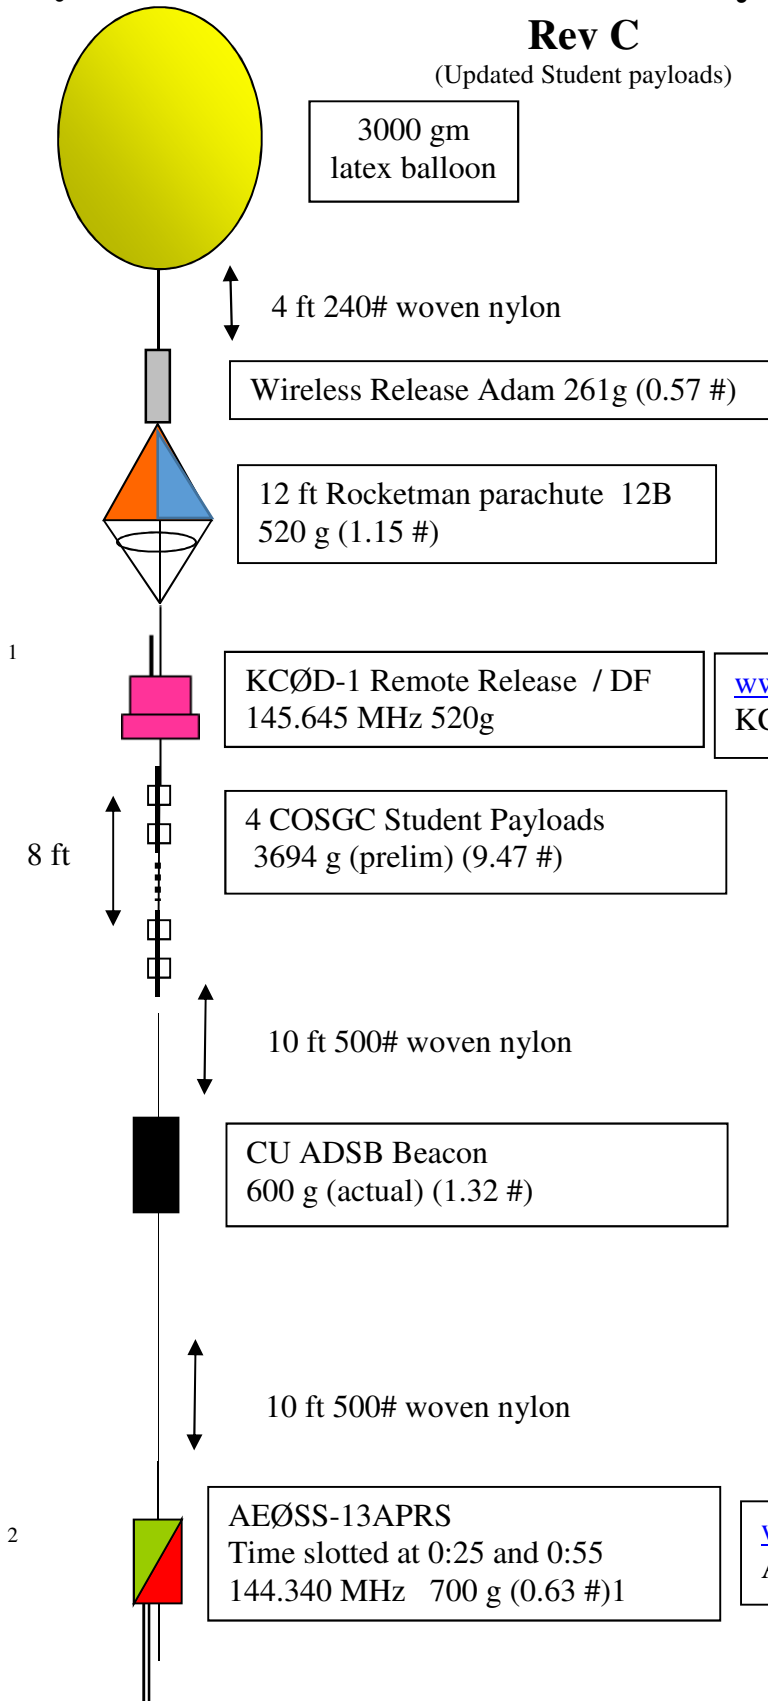 Rev C
(Updated Student payloads)
3000 gm
latex balloon
4 ft 240# woven nylon
Wireless Release Adam 261g (0.57 #)
12 ft Rocketman parachute  12B
520 g (1.15 #)
1
KCØD-1 Remote Release  / DF
145.645 MHz 520g
4 COSGC Student Payloads
3694 g (prelim) (9.47 #)
8 ft
10 ft 500# woven nylon
CU ADSB Beacon
600 g (actual) (1.32 #)
10 ft 500# woven nylon
2
AEØSS-13APRS
Time slotted at 0:25 and 0:55
144.340 MHz   700 g (0.63 #)1